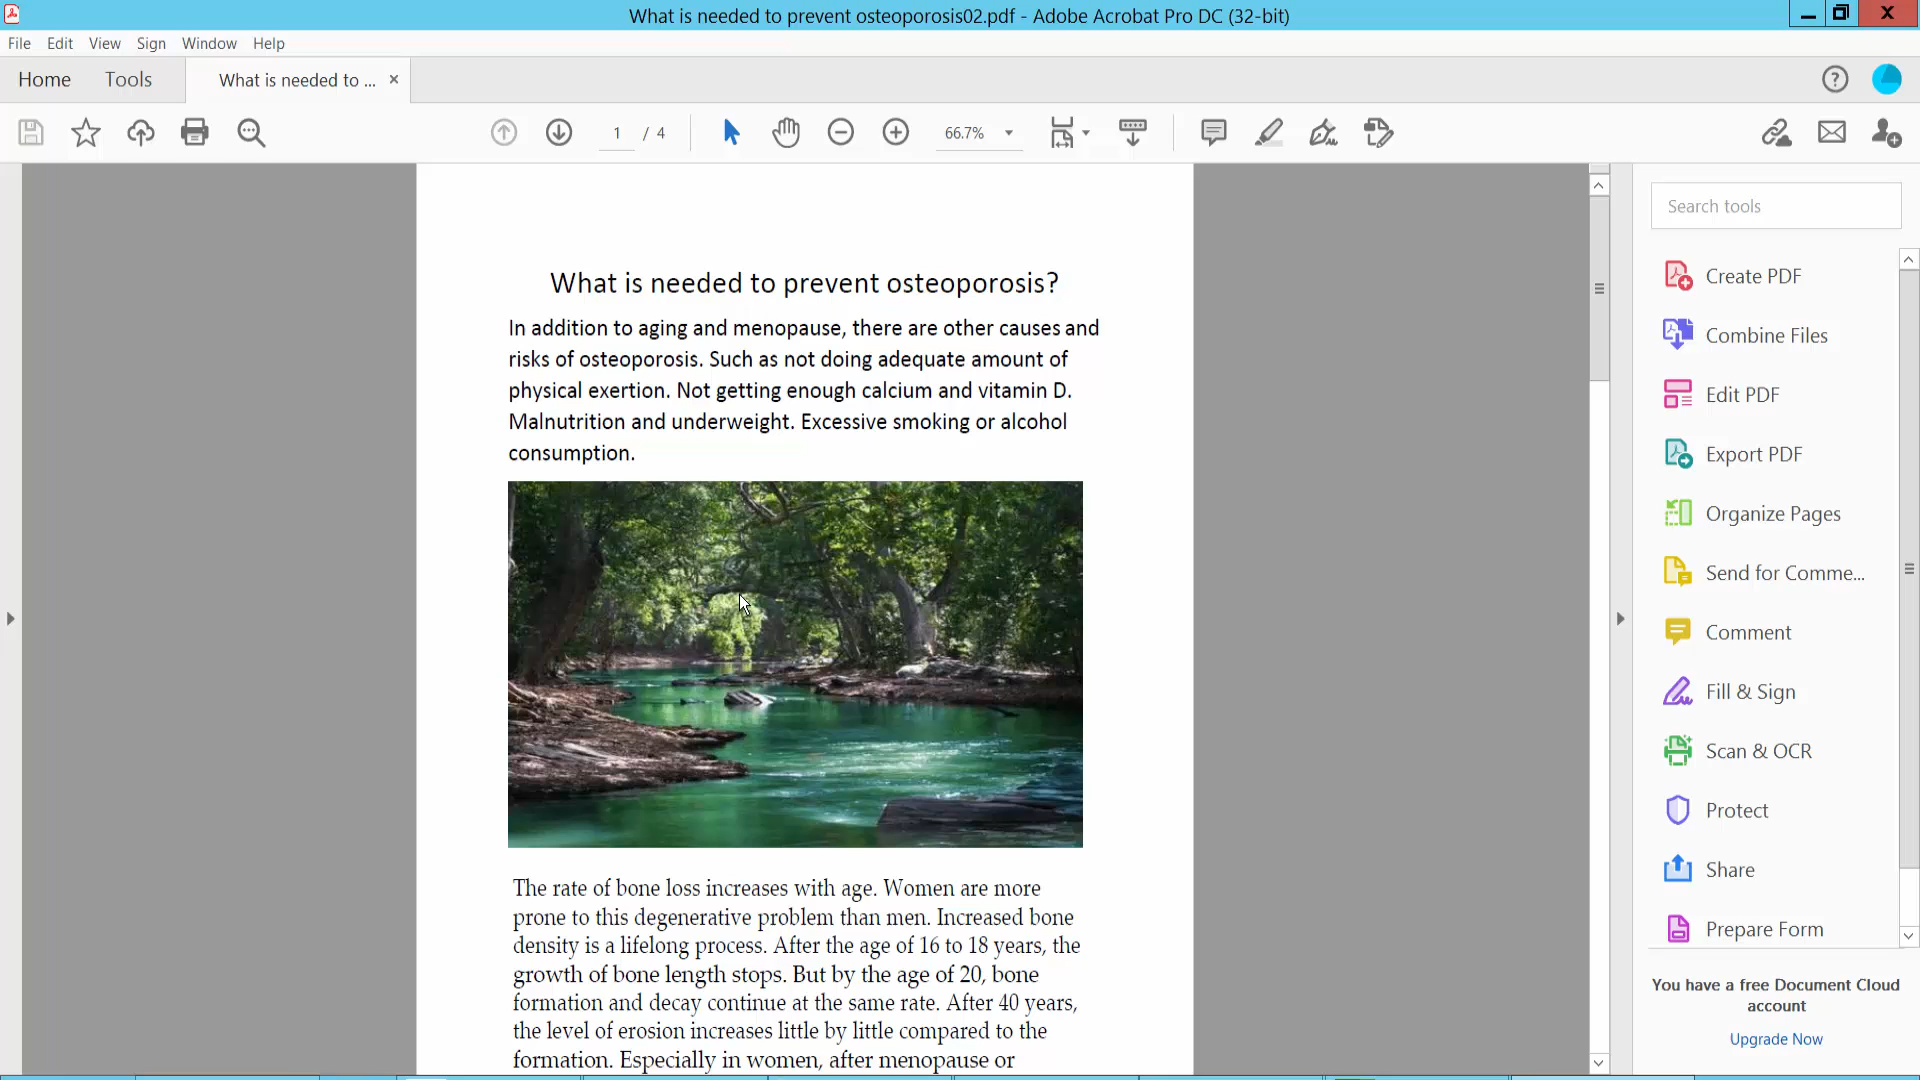 What is needed to prevent osteoporosis02.pdf - Adobe Acrobat Pro DC (32-bit)
File Edit View Sign Window Help
Home Tools What is needed to ... ×
1 / 4 66.7%
Search tools
Create PDF
Combine Files
Edit PDF
Export PDF
Organize Pages
Send for Comme...
Comment
Fill & Sign
Scan & OCR
Protect
Share
Prepare Form
You have a free Document Cloud
account
Upgrade Now
What is needed to prevent osteoporosis?
In addition to aging and menopause, there are other causes and
risks of osteoporosis. Such as not doing adequate amount of
physical exertion. Not getting enough calcium and vitamin D.
Malnutrition and underweight. Excessive smoking or alcohol
consumption.
The rate of bone loss increases with age. Women are more
prone to this degenerative problem than men. Increased bone
density is a lifelong process. After the age of 16 to 18 years, the
growth of bone length stops. But by the age of 20, bone
formation and decay continue at the same rate. After 40 years,
the level of erosion increases little by little compared to the
formation. Especially in women, after menopause or